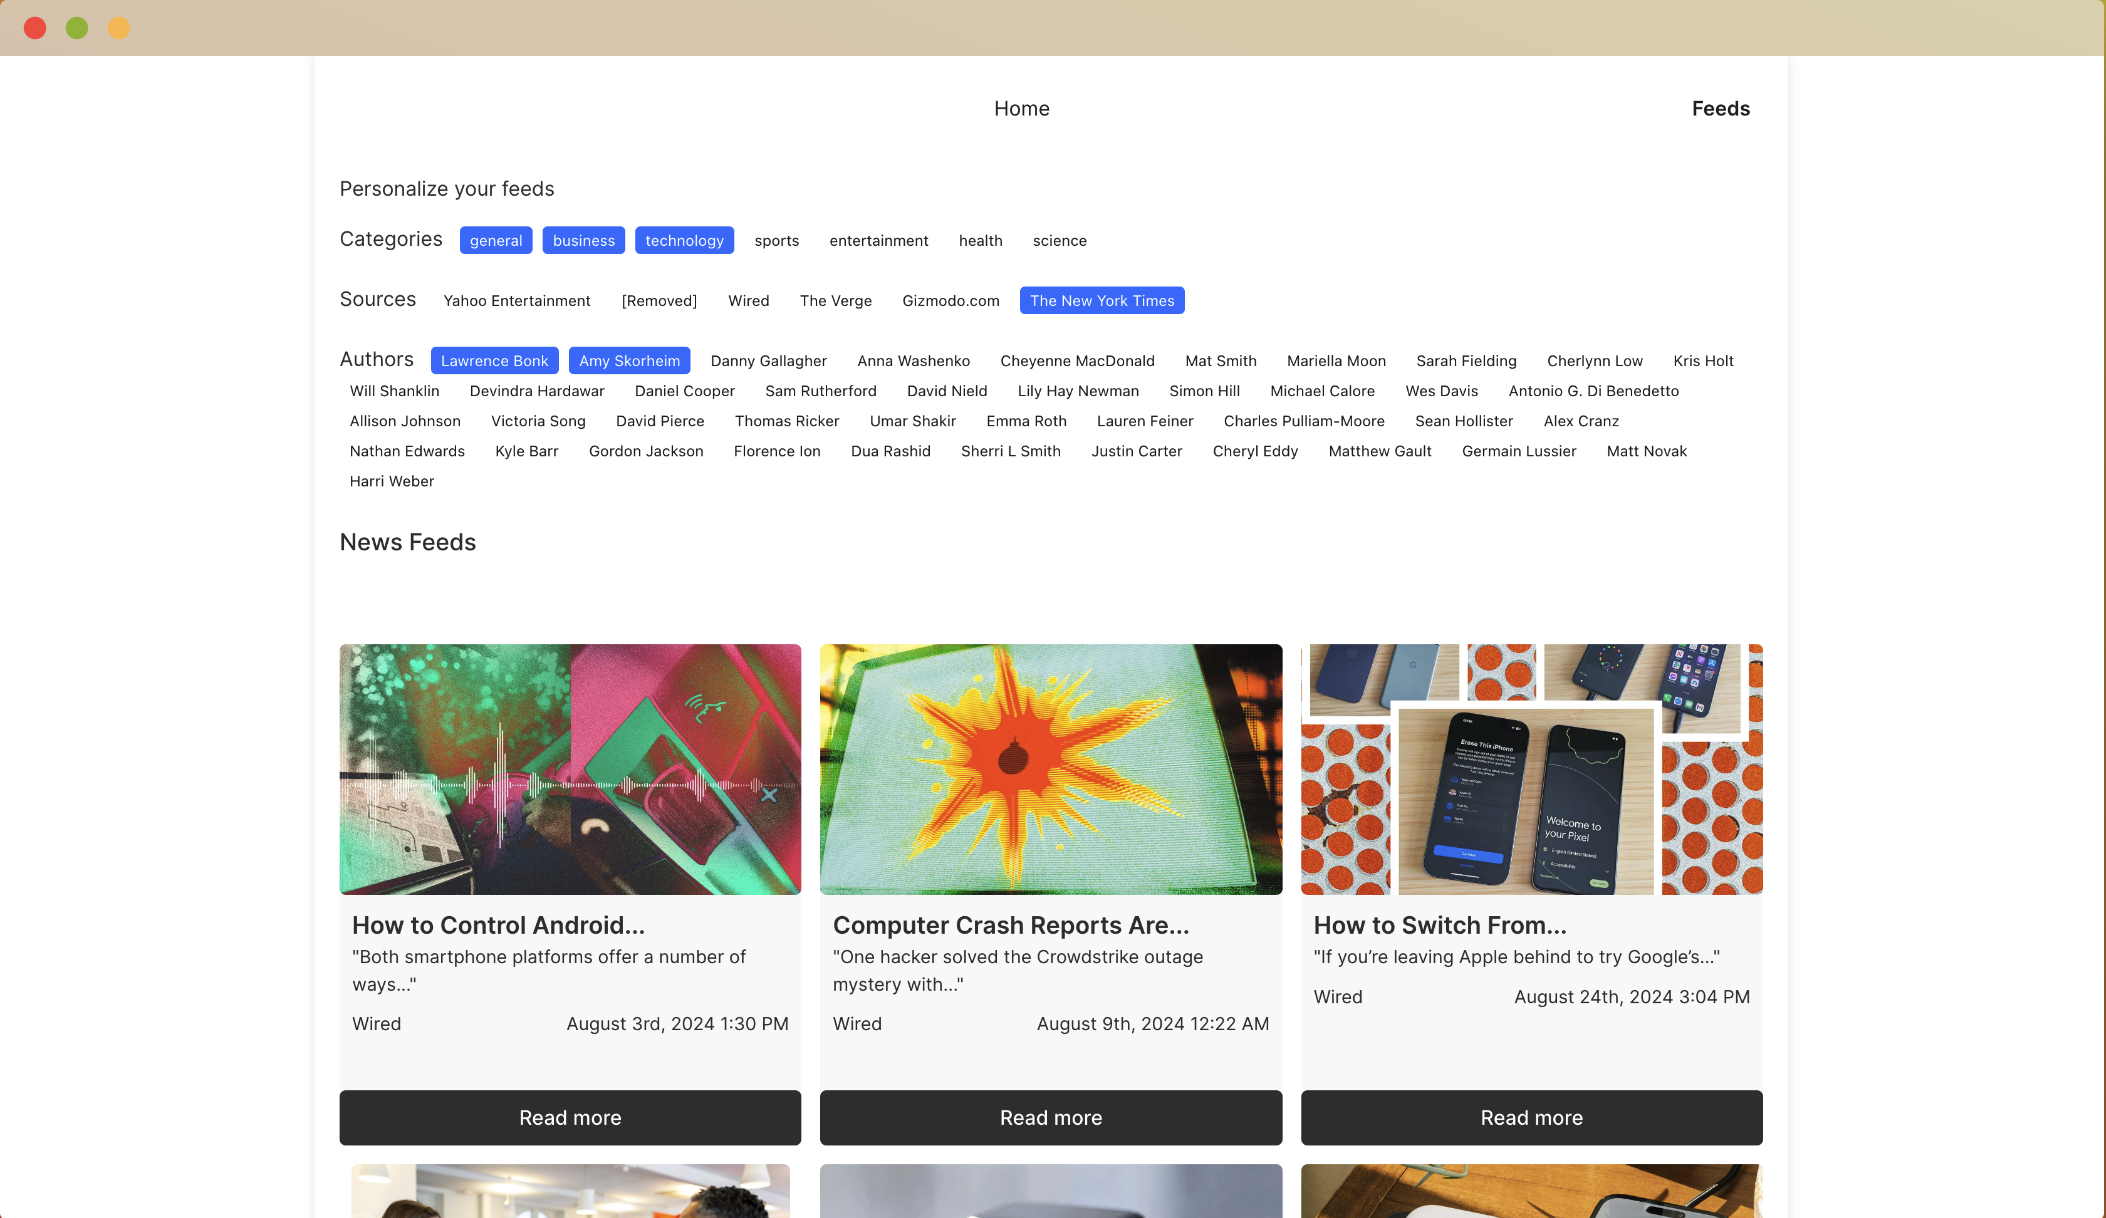 Home Feeds
Personalize your feeds
Categories general business technology sports entertainment health science
Sources Yahoo Entertainment [Removed] Wired The Verge Gizmodo.com The New York Times
Authors Lawrence Bonk Amy Skorheim Danny Gallagher Anna Washenko Cheyenne MacDonald Mat Smith Mariella Moon Sarah Fielding Cherlynn Low Kris Holt
Will Shanklin Devindra Hardawar Daniel Cooper Sam Rutherford David Nield Lily Hay Newman Simon Hill Michael Calore Wes Davis Antonio G. Di Benedetto
Allison Johnson Victoria Song David Pierce Thomas Ricker Umar Shakir Emma Roth Lauren Feiner Charles Pulliam-Moore Sean Hollister Alex Cranz
Nathan Edwards Kyle Barr Gordon Jackson Florence Ion Dua Rashid Sherri L Smith Justin Carter Cheryl Eddy Matthew Gault Germain Lussier Matt Novak
Harri Weber
News Feeds
Erase This iPhone
Welcome to
your Pixel
How to Control Android...
"Both smartphone platforms offer a number of
ways..."
Wired August 3rd, 2024 1:30 PM
Read more
Computer Crash Reports Are...
"One hacker solved the Crowdstrike outage
mystery with..."
Wired August 9th, 2024 12:22 AM
Read more
How to Switch From...
"If you’re leaving Apple behind to try Google’s..."
Wired August 24th, 2024 3:04 PM
Read more